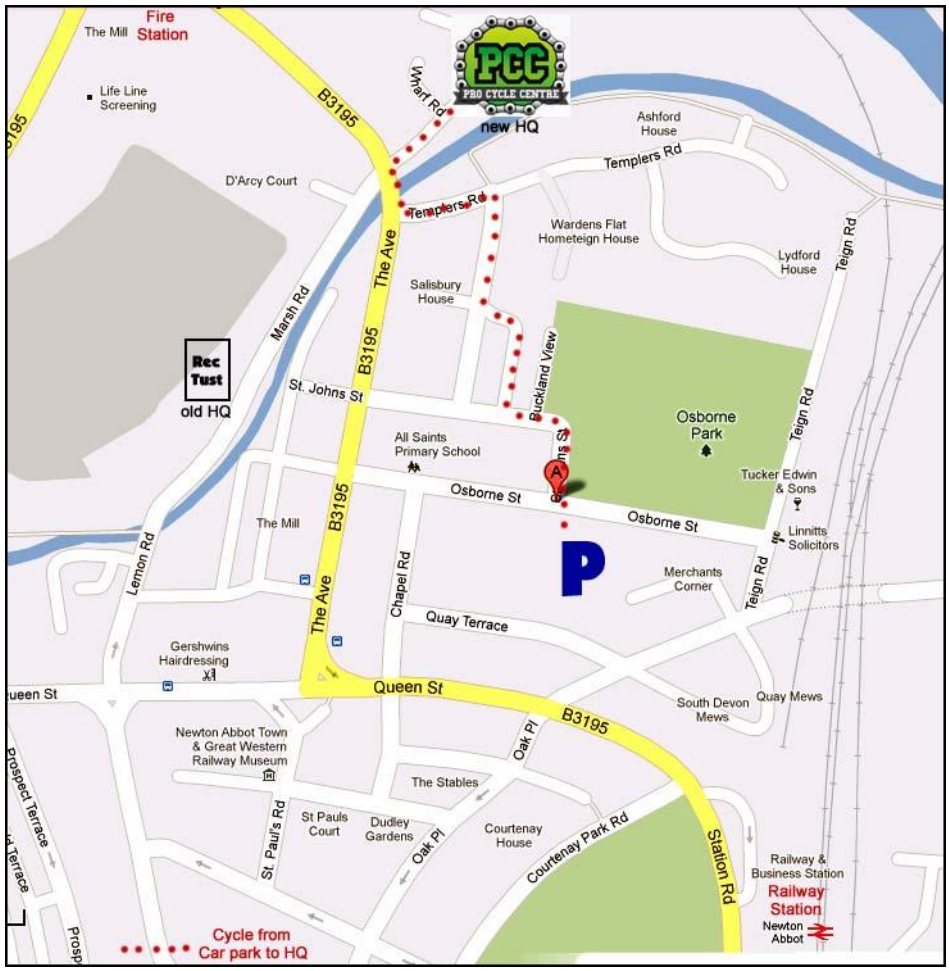 Fire
Station
The Mill
Life Line
Screening
B3195
B3195
Wharf Rd
PCC
PRO CYCLE CENTRE
new HQ
Ashford
House
D'Arcy Court
Templers Rd
Templers Rd
Wardens Flat
Hometeign House
Lydford
House
Teign Rd
The Ave
Salisbury
House
Marsh Rd
B3195
Rec
Tust
old HQ
St. Johns St
Buckland View
Osborne
Park
Teign Rd
All Saints
Primary School
A
Osborne St
Osborne St
Tucker Edwin
& Sons
Linnitts
Solicitors
The Mill
B3195
P
Lemon Rd
Chapel Rd
Merchants
Corner
Teign Rd
The Ave
Quay Terrace
Gershwins
Hairdressing
Queen St
Queen St
B3195
South Devon
Mews
Quay Mews
Newton Abbot Town
& Great Western
Railway Museum
Oak Pl
Prospect Terrace
The Stables
St Pauls
Court
Dudley
Gardens
Oak Pl
Courtenay
House
Courtenay Park Rd
St. Paul's Rd
Station Rd
Railway &
Business Station
Railway
Station
Newton
Abbot
Cycle from
Car park to HQ